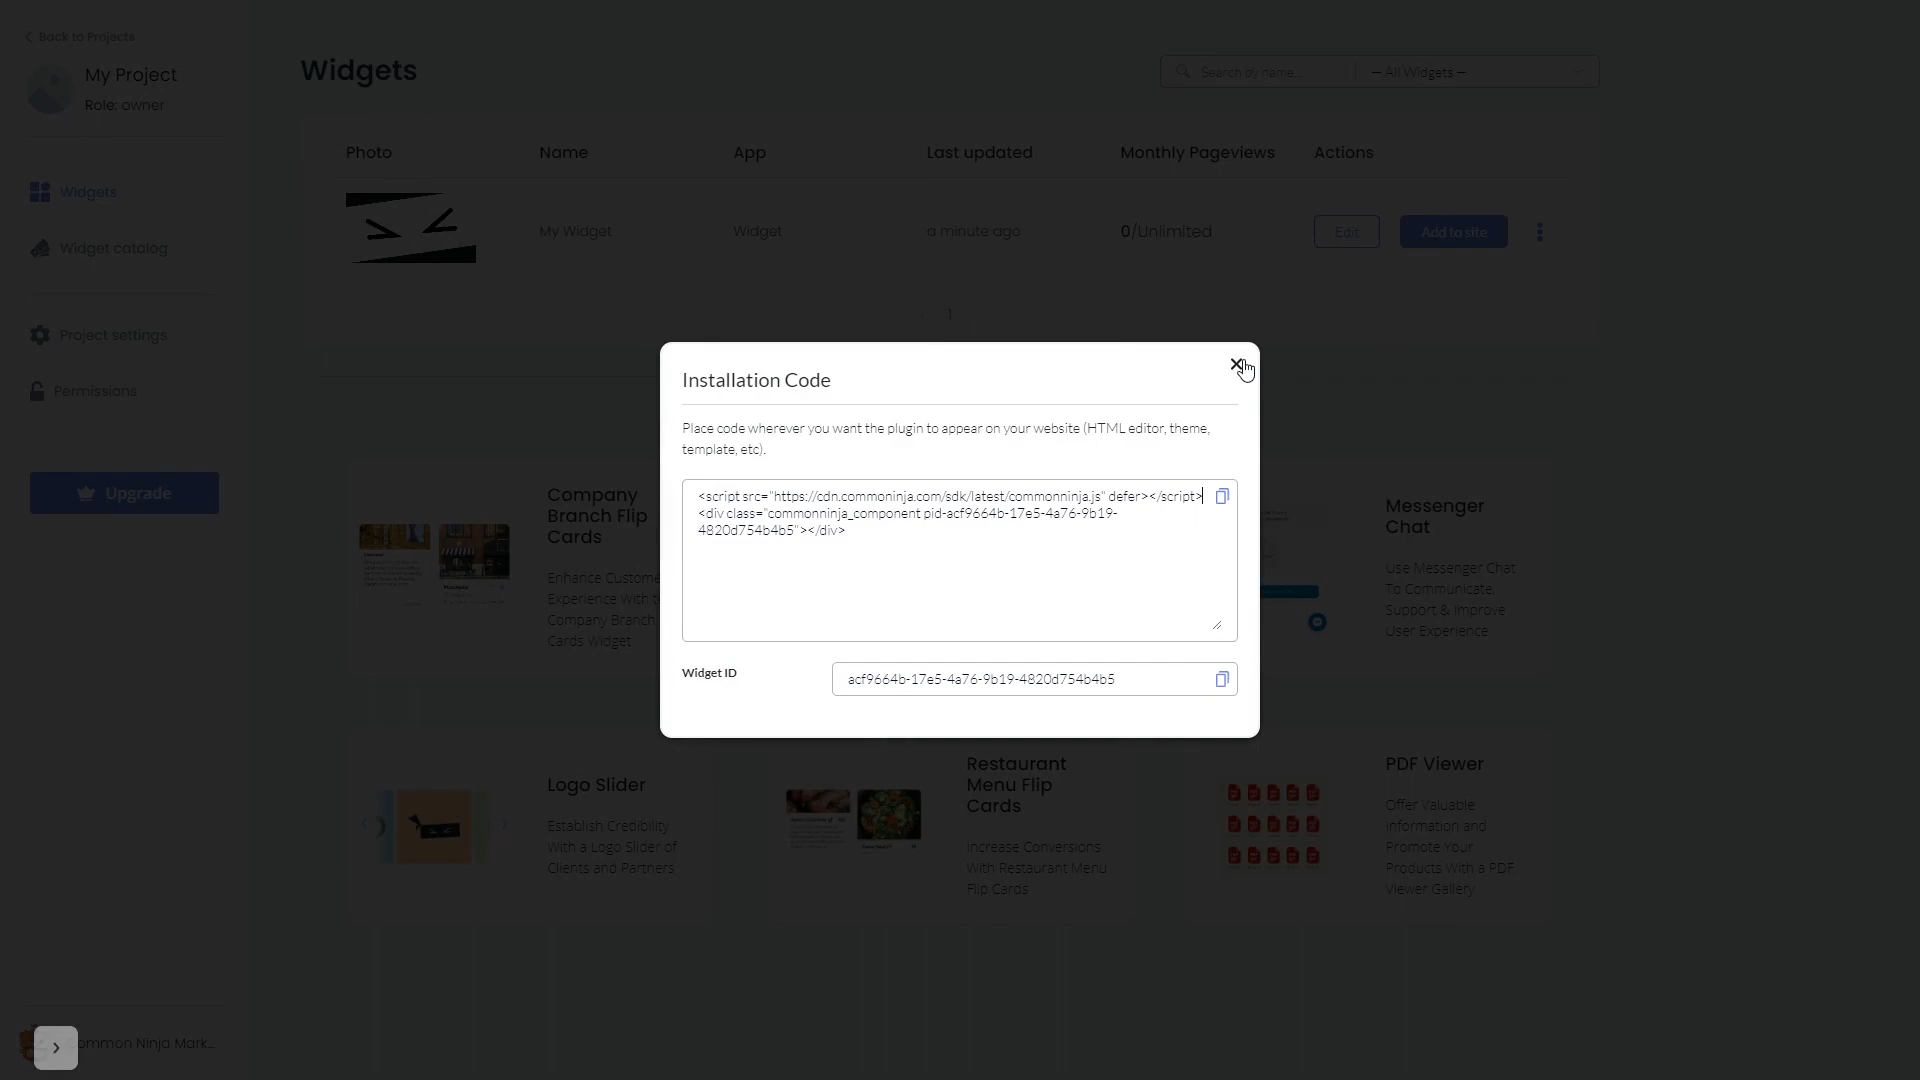 Back to Projects
My Project
Role: owner
Widgets
Widget catalog
Project settings
Permissions
Upgrade
Widgets
Search by name...
— All Widgets —
Photo
Name
App
Last updated
Monthly Pageviews
Actions
My Widget
Widget
a minute ago
0/Unlimited
Edit
Add to site
1
Installation Code
Place code wherever you want the plugin to appear on your website (HTML editor, theme,
template, etc).
<script src="https://cdn.commoninja.com/sdk/latest/commonninja.js" defer></script>
<div class="commonninja_component pid-acf9664b-17e5-4a76-9b19-
4820d754b4b5"></div>
Widget ID
acf9664b-17e5-4a76-9b19-4820d754b4b5
Company
Branch Flip
Cards
Enhance Custome
Experience With
Company Branch
Cards Widget
Messenger
Chat
Use Messenger Chat
To Communicate,
Support & Improve
User Experience
Logo Slider
Establish Credibility
With a Logo Slider of
Clients and Partners
Restaurant
Menu Flip
Cards
Increase Conversions
With Restaurant Menu
Flip Cards
PDF Viewer
Offer Valuable
Information and
Promote Your
Products With a PDF
Viewer Gallery
ommon Ninja Mark...